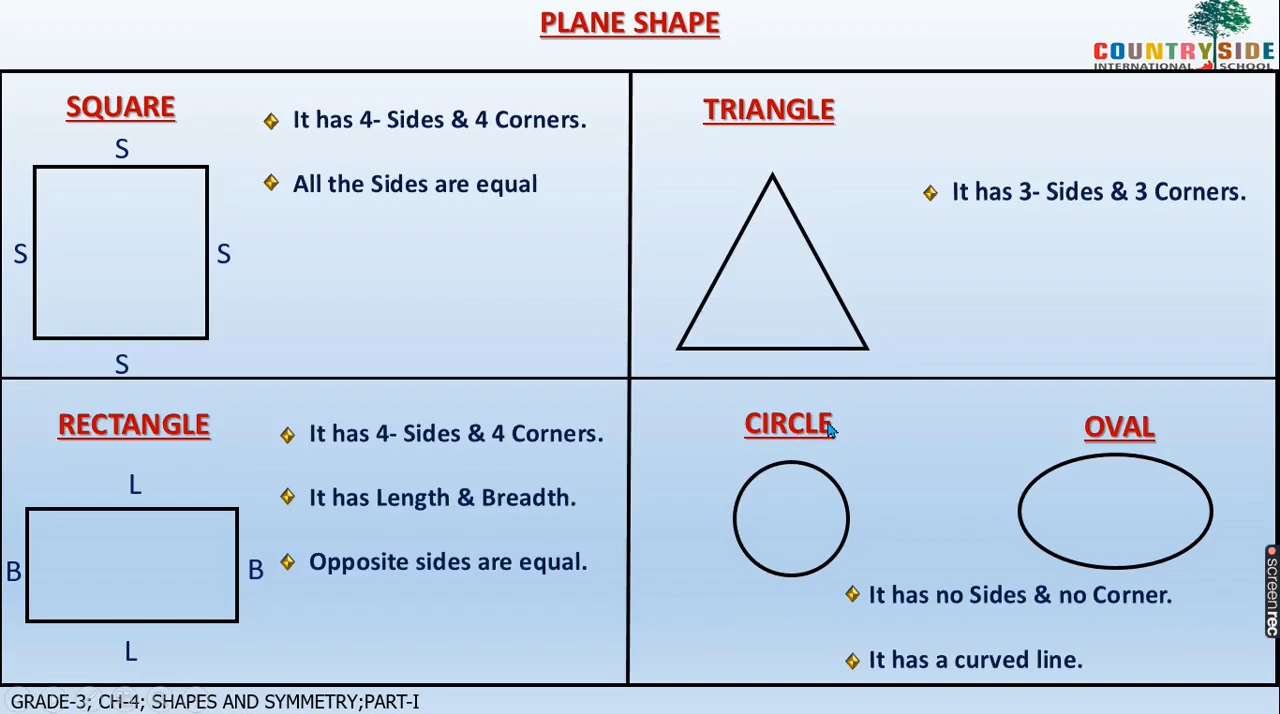 PLANE SHAPE
COUNTRYSIDE
INTERNATIONAL SCHOOL
SQUARE
S
S
S
S
It has 4- Sides & 4 Corners.
All the Sides are equal
TRIANGLE
It has 3- Sides & 3 Corners.
RECTANGLE
L
B
B
L
It has 4- Sides & 4 Corners.
It has Length & Breadth.
Opposite sides are equal.
CIRCLE
OVAL
It has no Sides & no Corner.
It has a curved line.
screenrec
GRADE-3; CH-4; SHAPES AND SYMMETRY;PART-I